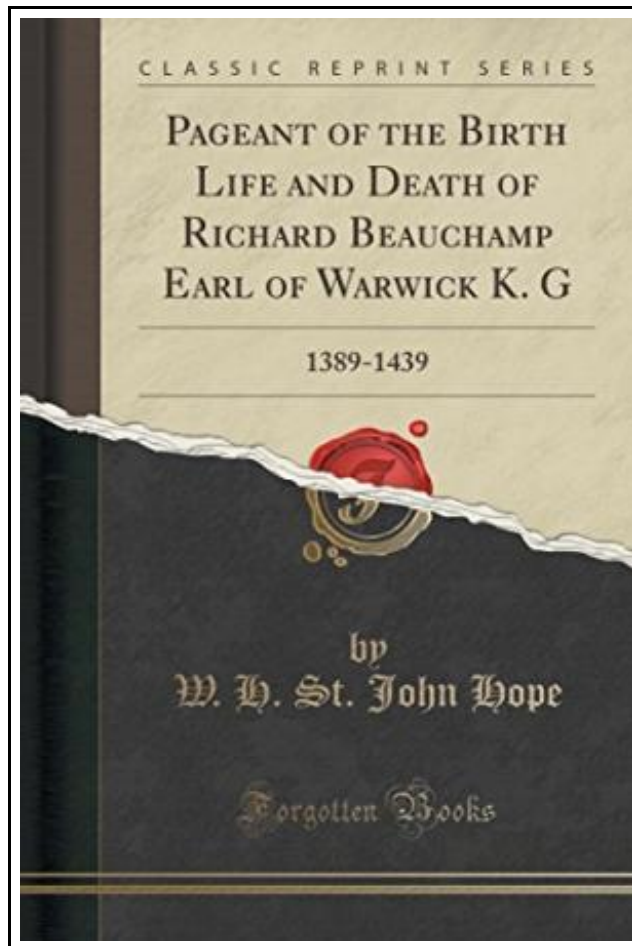 CLASSIC REPRINT SERIES
PAGEANT OF THE BIRTH
LIFE AND DEATH OF
RICHARD BEAUCHAMP
EARL OF WARWICK K. G
1389-1439
by
W. H. St. John Hope
Forgotten Books